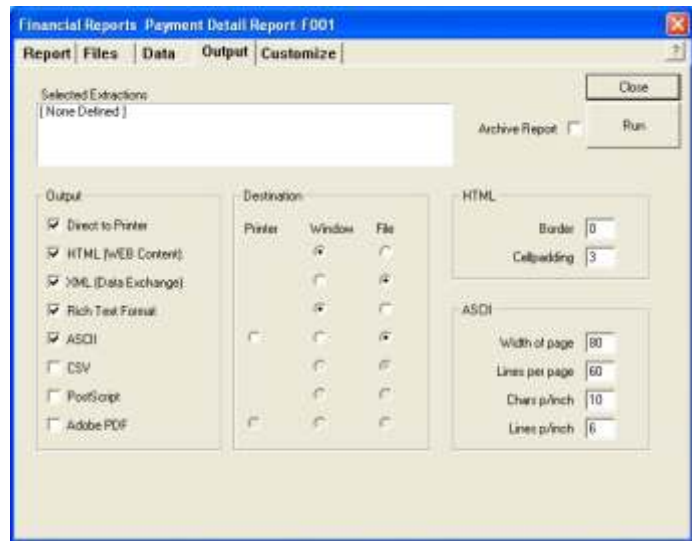 Financial Reports Payment Detail Report F001
Report Files Data Output Customize ?
Selected Extractions
[ None Defined ]
Close
Archive Report
Run
Output
Destination
HTML
Direct to Printer
Printer Window File
Border 0
HTML (WEB Content)
Cellpadding 3
XML (Data Exchange)
Rich Text Format
ASCII
ASCII
Width of page 80
CSV
Lines per page 60
PostScript
Chars p/inch 10
Adobe PDF
Lines p/inch 6